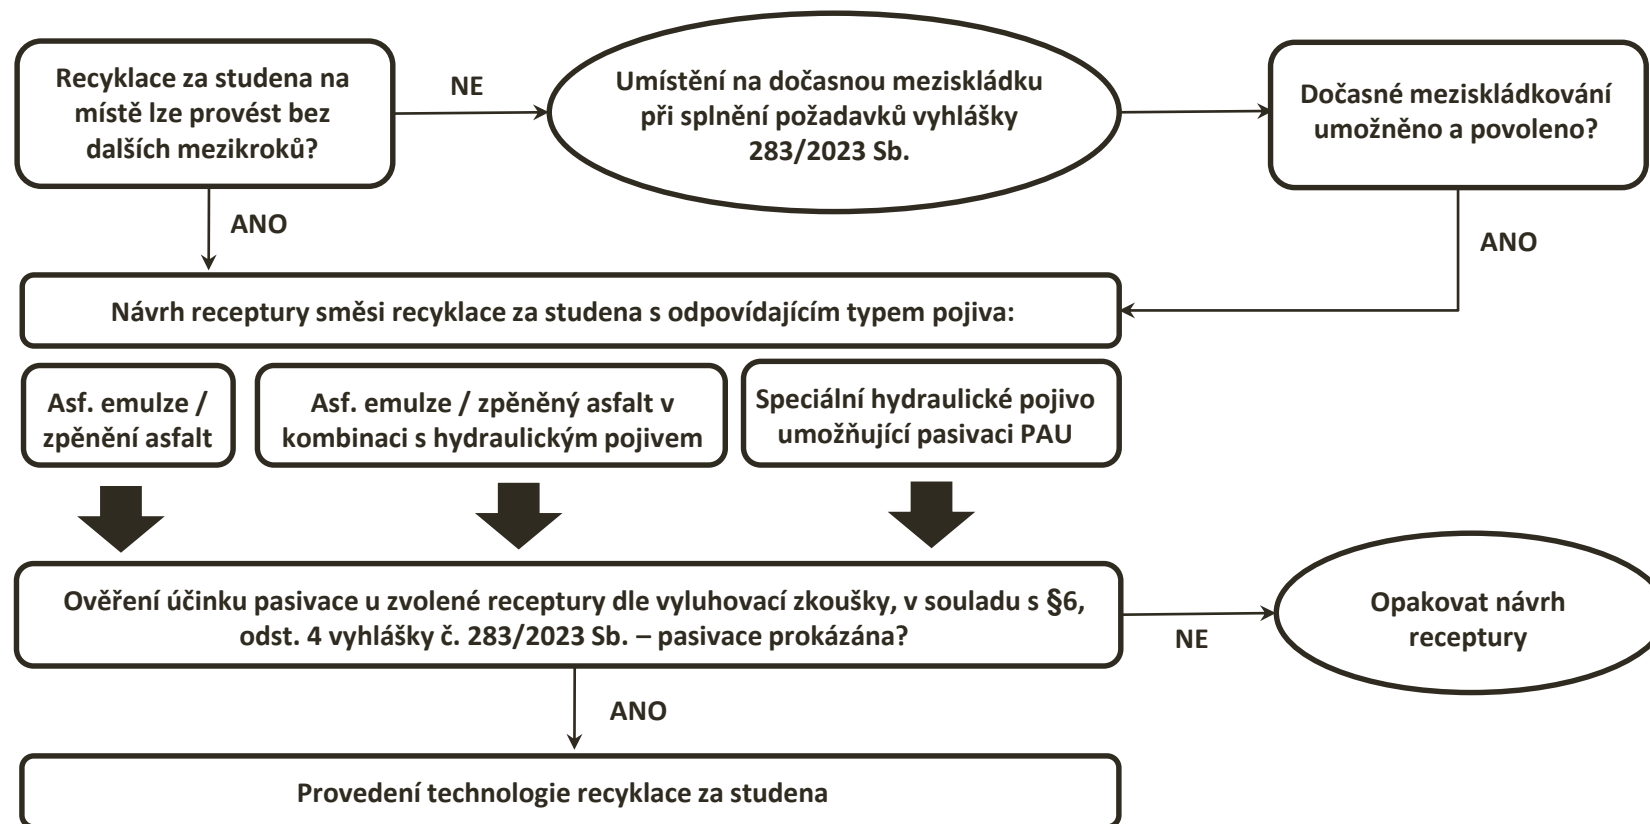 Recyklace za studena na
místě lze provést bez
dalších mezikroků?
NE
Umístění na dočasnou meziskládku
při splnění požadavků vyhlášky
283/2023 Sb.
Dočasné meziskládkování
umožněno a povoleno?
ANO
ANO
Návrh receptury směsi recyklace za studena s odpovídajícím typem pojiva:
Asf. emulze /
zpěnění asfalt
Asf. emulze / zpěněný asfalt v
kombinaci s hydraulickým pojivem
Speciální hydraulické pojivo
umožňující pasivaci PAU
Ověření účinku pasivace u zvolené receptury dle vyluhovací zkoušky, v souladu s §6,
odst. 4 vyhlášky č. 283/2023 Sb. – pasivace prokázána?
NE
Opakovat návrh
receptury
ANO
Provedení technologie recyklace za studena